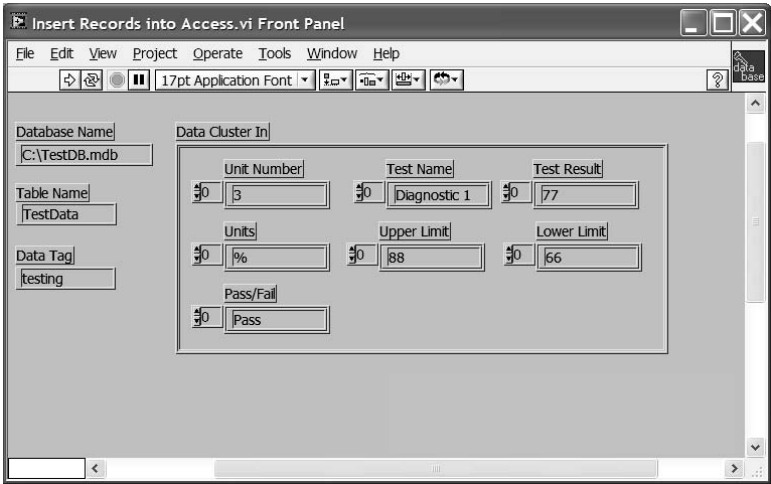 Insert Records into Access.vi Front Panel
File Edit View Project Operate Tools Window Help
17pt Application Font
data base
Database Name
C:\TestDB.mdb
Table Name
TestData
Data Tag
testing
Data Cluster In
Unit Number
0 3
Test Name
0 Diagnostic 1
Test Result
0 77
Units
0 %
Upper Limit
0 88
Lower Limit
0 66
Pass/Fail
0 Pass